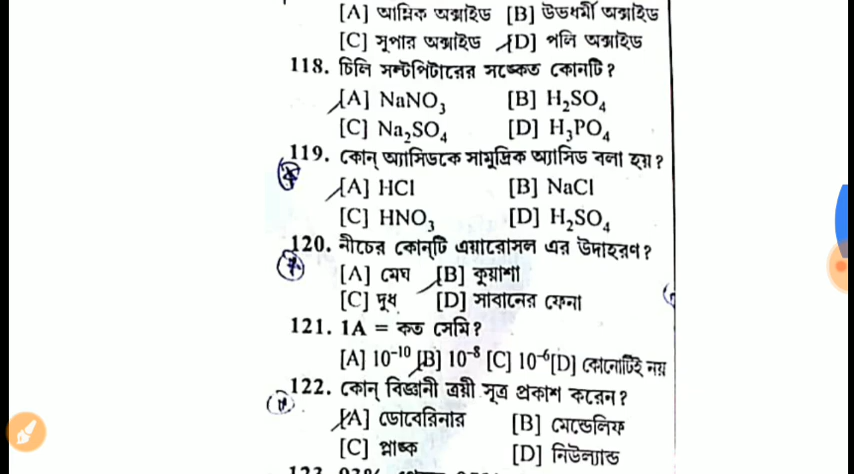 [A] আম্লিক অক্সাইড [B] উভধর্মী অক্সাইড
[C] সুপার অক্সাইড [D] পলি অক্সাইড
118. চিলি সল্টপিটারের সংকেত কোনটি?
[A] NaNO₃ [B] H₂SO₄
[C] Na₂SO₄ [D] H₃PO₄
119. কোন্ অ্যাসিডকে সামুদ্রিক অ্যাসিড বলা হয়?
[A] HCl [B] NaCl
[C] HNO₃ [D] H₂SO₄
120. নীচের কোন্‌টি এয়ারোসল এর উদাহরণ?
[A] মেঘ [B] কুয়াশা
[C] দুধ [D] সাবানের ফেনা
121. 1A = কত সেমি?
[A] 10⁻¹⁰ [B] 10⁻⁸ [C] 10⁻⁶ [D] কোনোটিই নয়
122. কোন্ বিজ্ঞানী ত্রয়ী সূত্র প্রকাশ করেন?
[A] ডোবেরিনার [B] মেন্ডেলিফ
[C] প্লাঙ্ক [D] নিউল্যান্ড